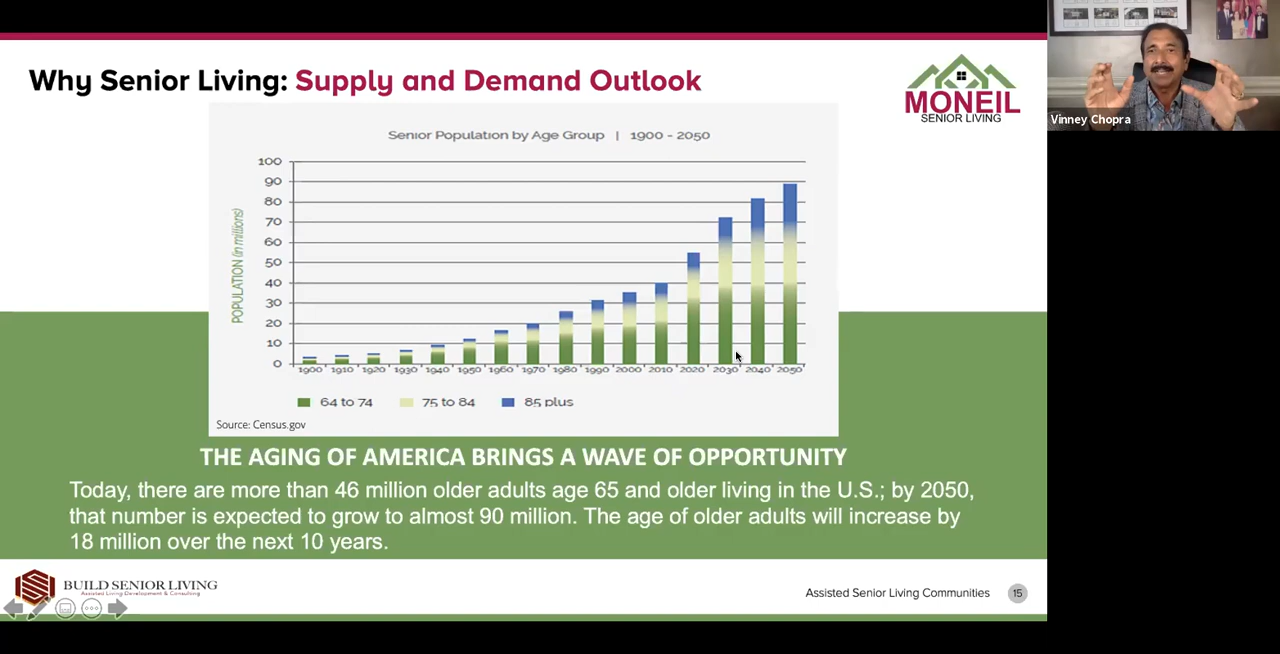 Why Senior Living: Supply and Demand Outlook
MONEIL
SENIOR LIVING
Vinney Chopra
Senior Population by Age Group | 1900 - 2050
POPULATION (in millions)
100
90
80
70
60
50
40
30
20
10
0
1900 1910 1920 1930 1940 1950 1960 1970 1980 1990 2000 2010 2020 2030 2040 2050
64 to 74 75 to 84 85 plus
Source: Census.gov
THE AGING OF AMERICA BRINGS A WAVE OF OPPORTUNITY
Today, there are more than 46 million older adults age 65 and older living in the U.S.; by 2050,
that number is expected to grow to almost 90 million. The age of older adults will increase by
18 million over the next 10 years.
BUILD SENIOR LIVING
Assisted Living Development & Consulting
Assisted Senior Living Communities 15